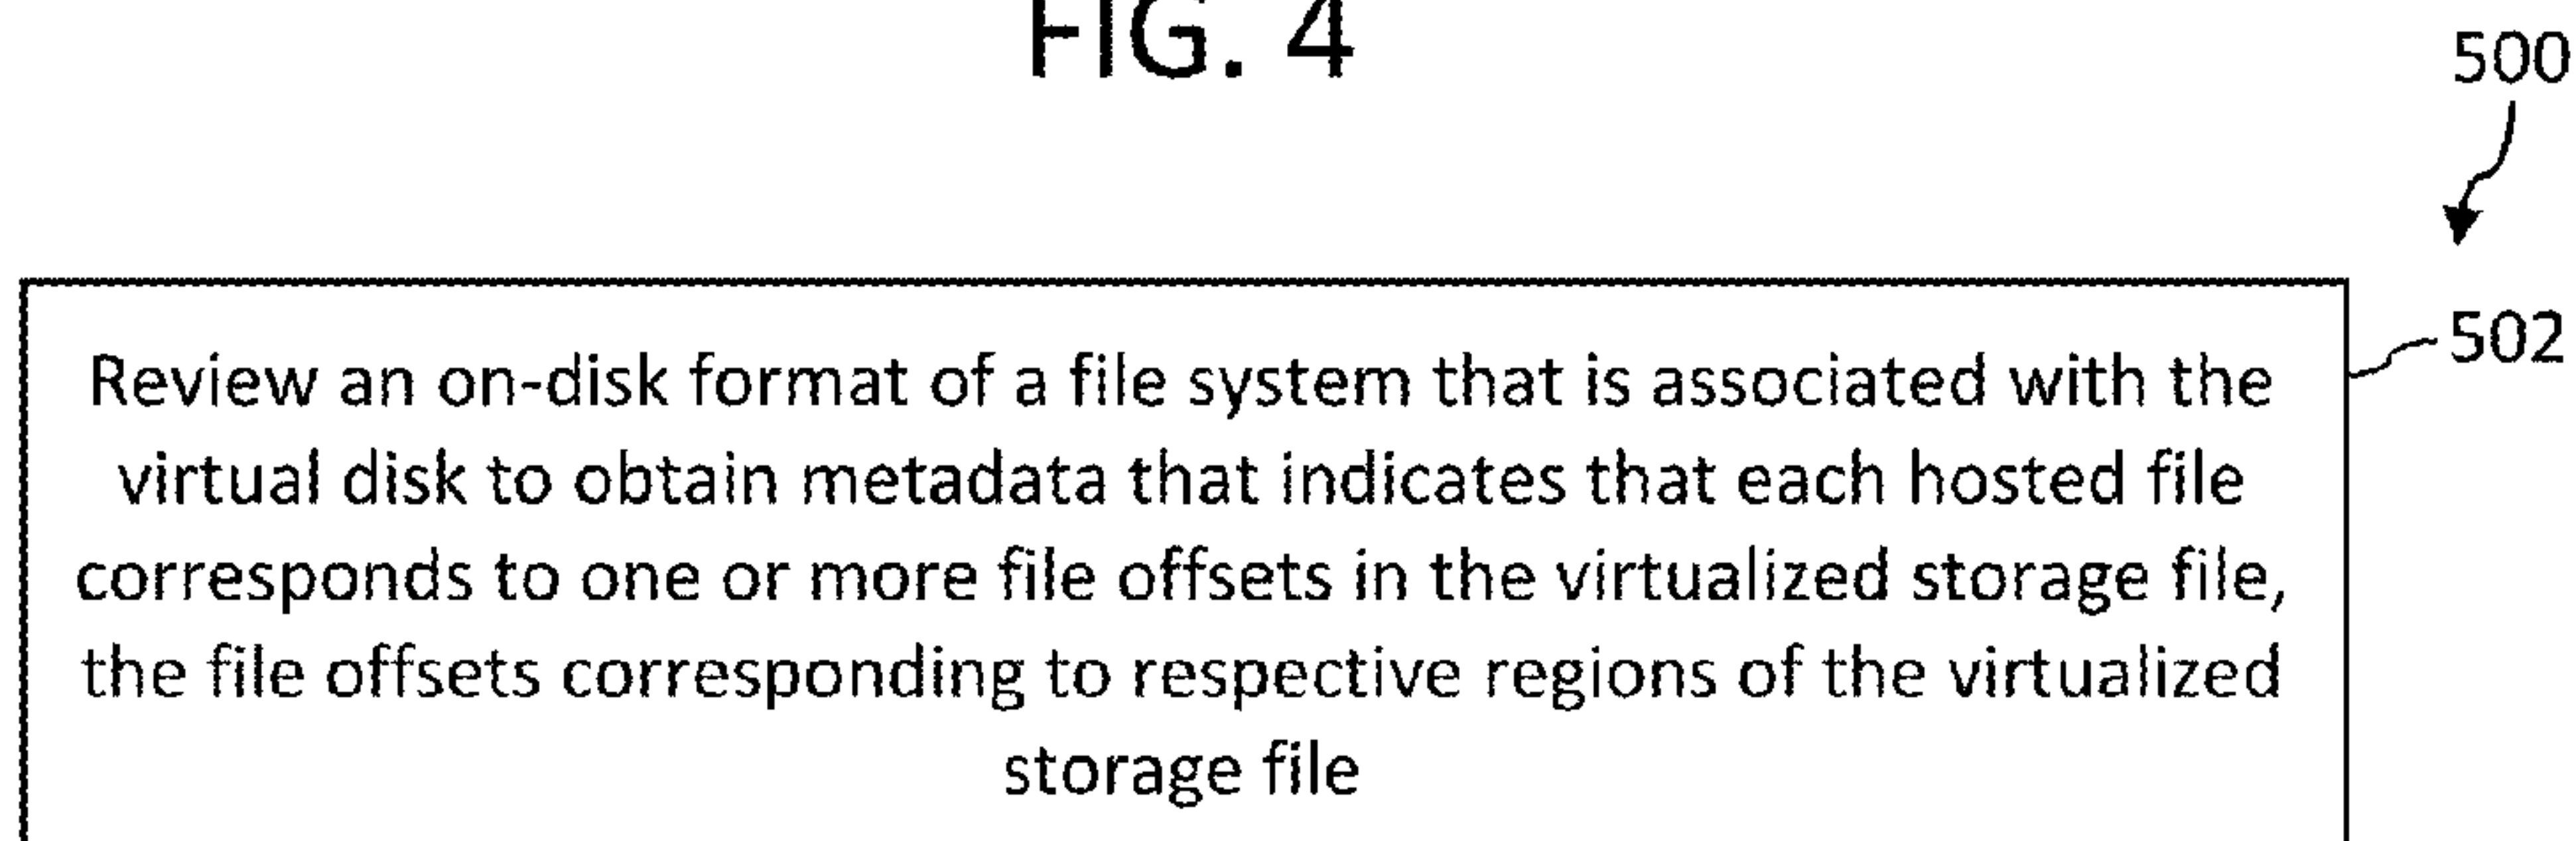 FIG. 4
500
502
Review an on-disk format of a file system that is associated with the
virtual disk to obtain metadata that indicates that each hosted file
corresponds to one or more file offsets in the virtualized storage file,
the file offsets corresponding to respective regions of the virtualized
storage file